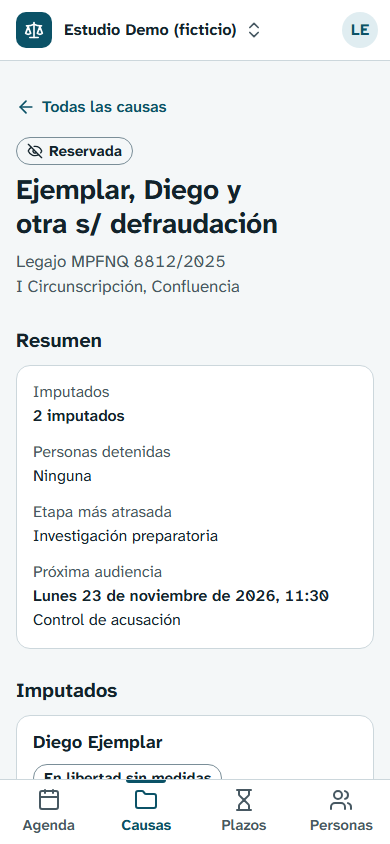 Estudio Demo (ficticio)
LE
Todas las causas
Reservada
Ejemplar, Diego y
otra s/ defraudación
Legajo MPFNQ 8812/2025
I Circunscripción, Confluencia
Resumen
Imputados
2 imputados
Personas detenidas
Ninguna
Etapa más atrasada
Investigación preparatoria
Próxima audiencia
Lunes 23 de noviembre de 2026, 11:30
Control de acusación
Imputados
Diego Ejemplar
En libertad sin medidas
Agenda
Causas
Plazos
Personas